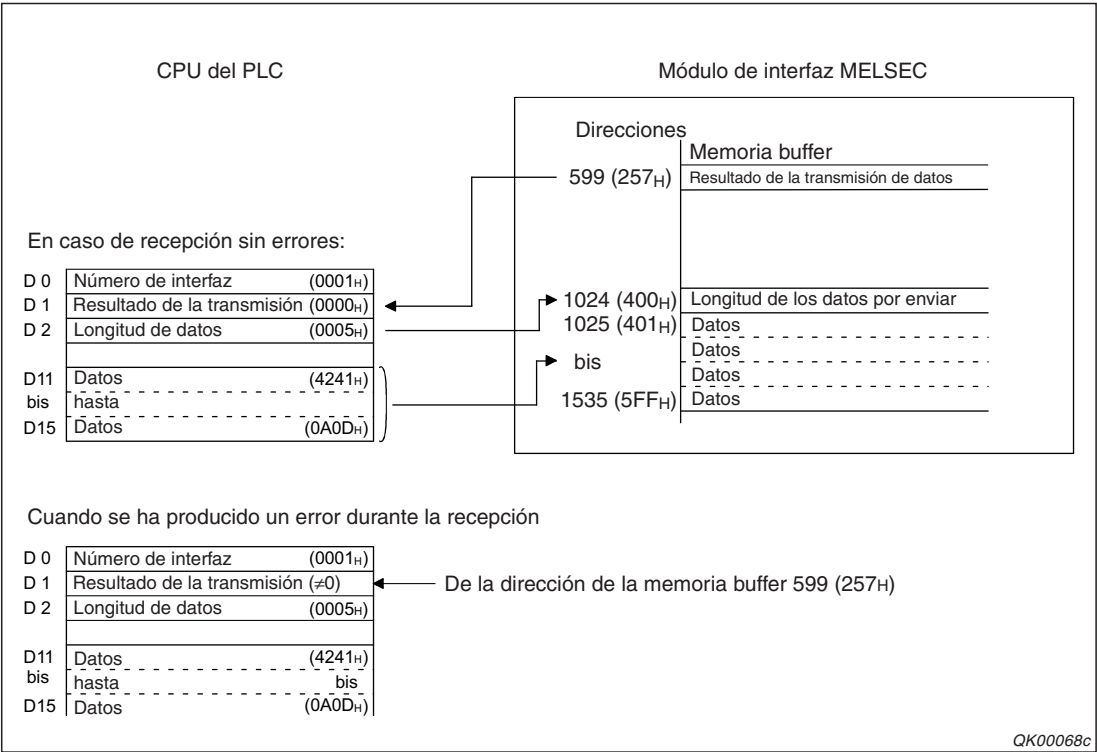 CPU del PLC
Módulo de interfaz MELSEC
Direcciones
Memoria buffer
599 (257H) Resultado de la transmisión de datos
En caso de recepción sin errores:
D 0 Número de interfaz (0001H)
D 1 Resultado de la transmisión (0000H)
1024 (400H) Longitud de los datos por enviar
D 2 Longitud de datos (0005H)
1025 (401H) Datos
Datos
bis
D11 Datos (4241H)
Datos
bis hasta
1535 (5FFH) Datos
D15 Datos (0A0DH)
Cuando se ha producido un error durante la recepción
D 0 Número de interfaz (0001H)
D 1 Resultado de la transmisión (≠0) De la dirección de la memoria buffer 599 (257H)
D 2 Longitud de datos (0005H)
D11 Datos (4241H)
bis hasta bis
D15 Datos (0A0DH)
QK00068c